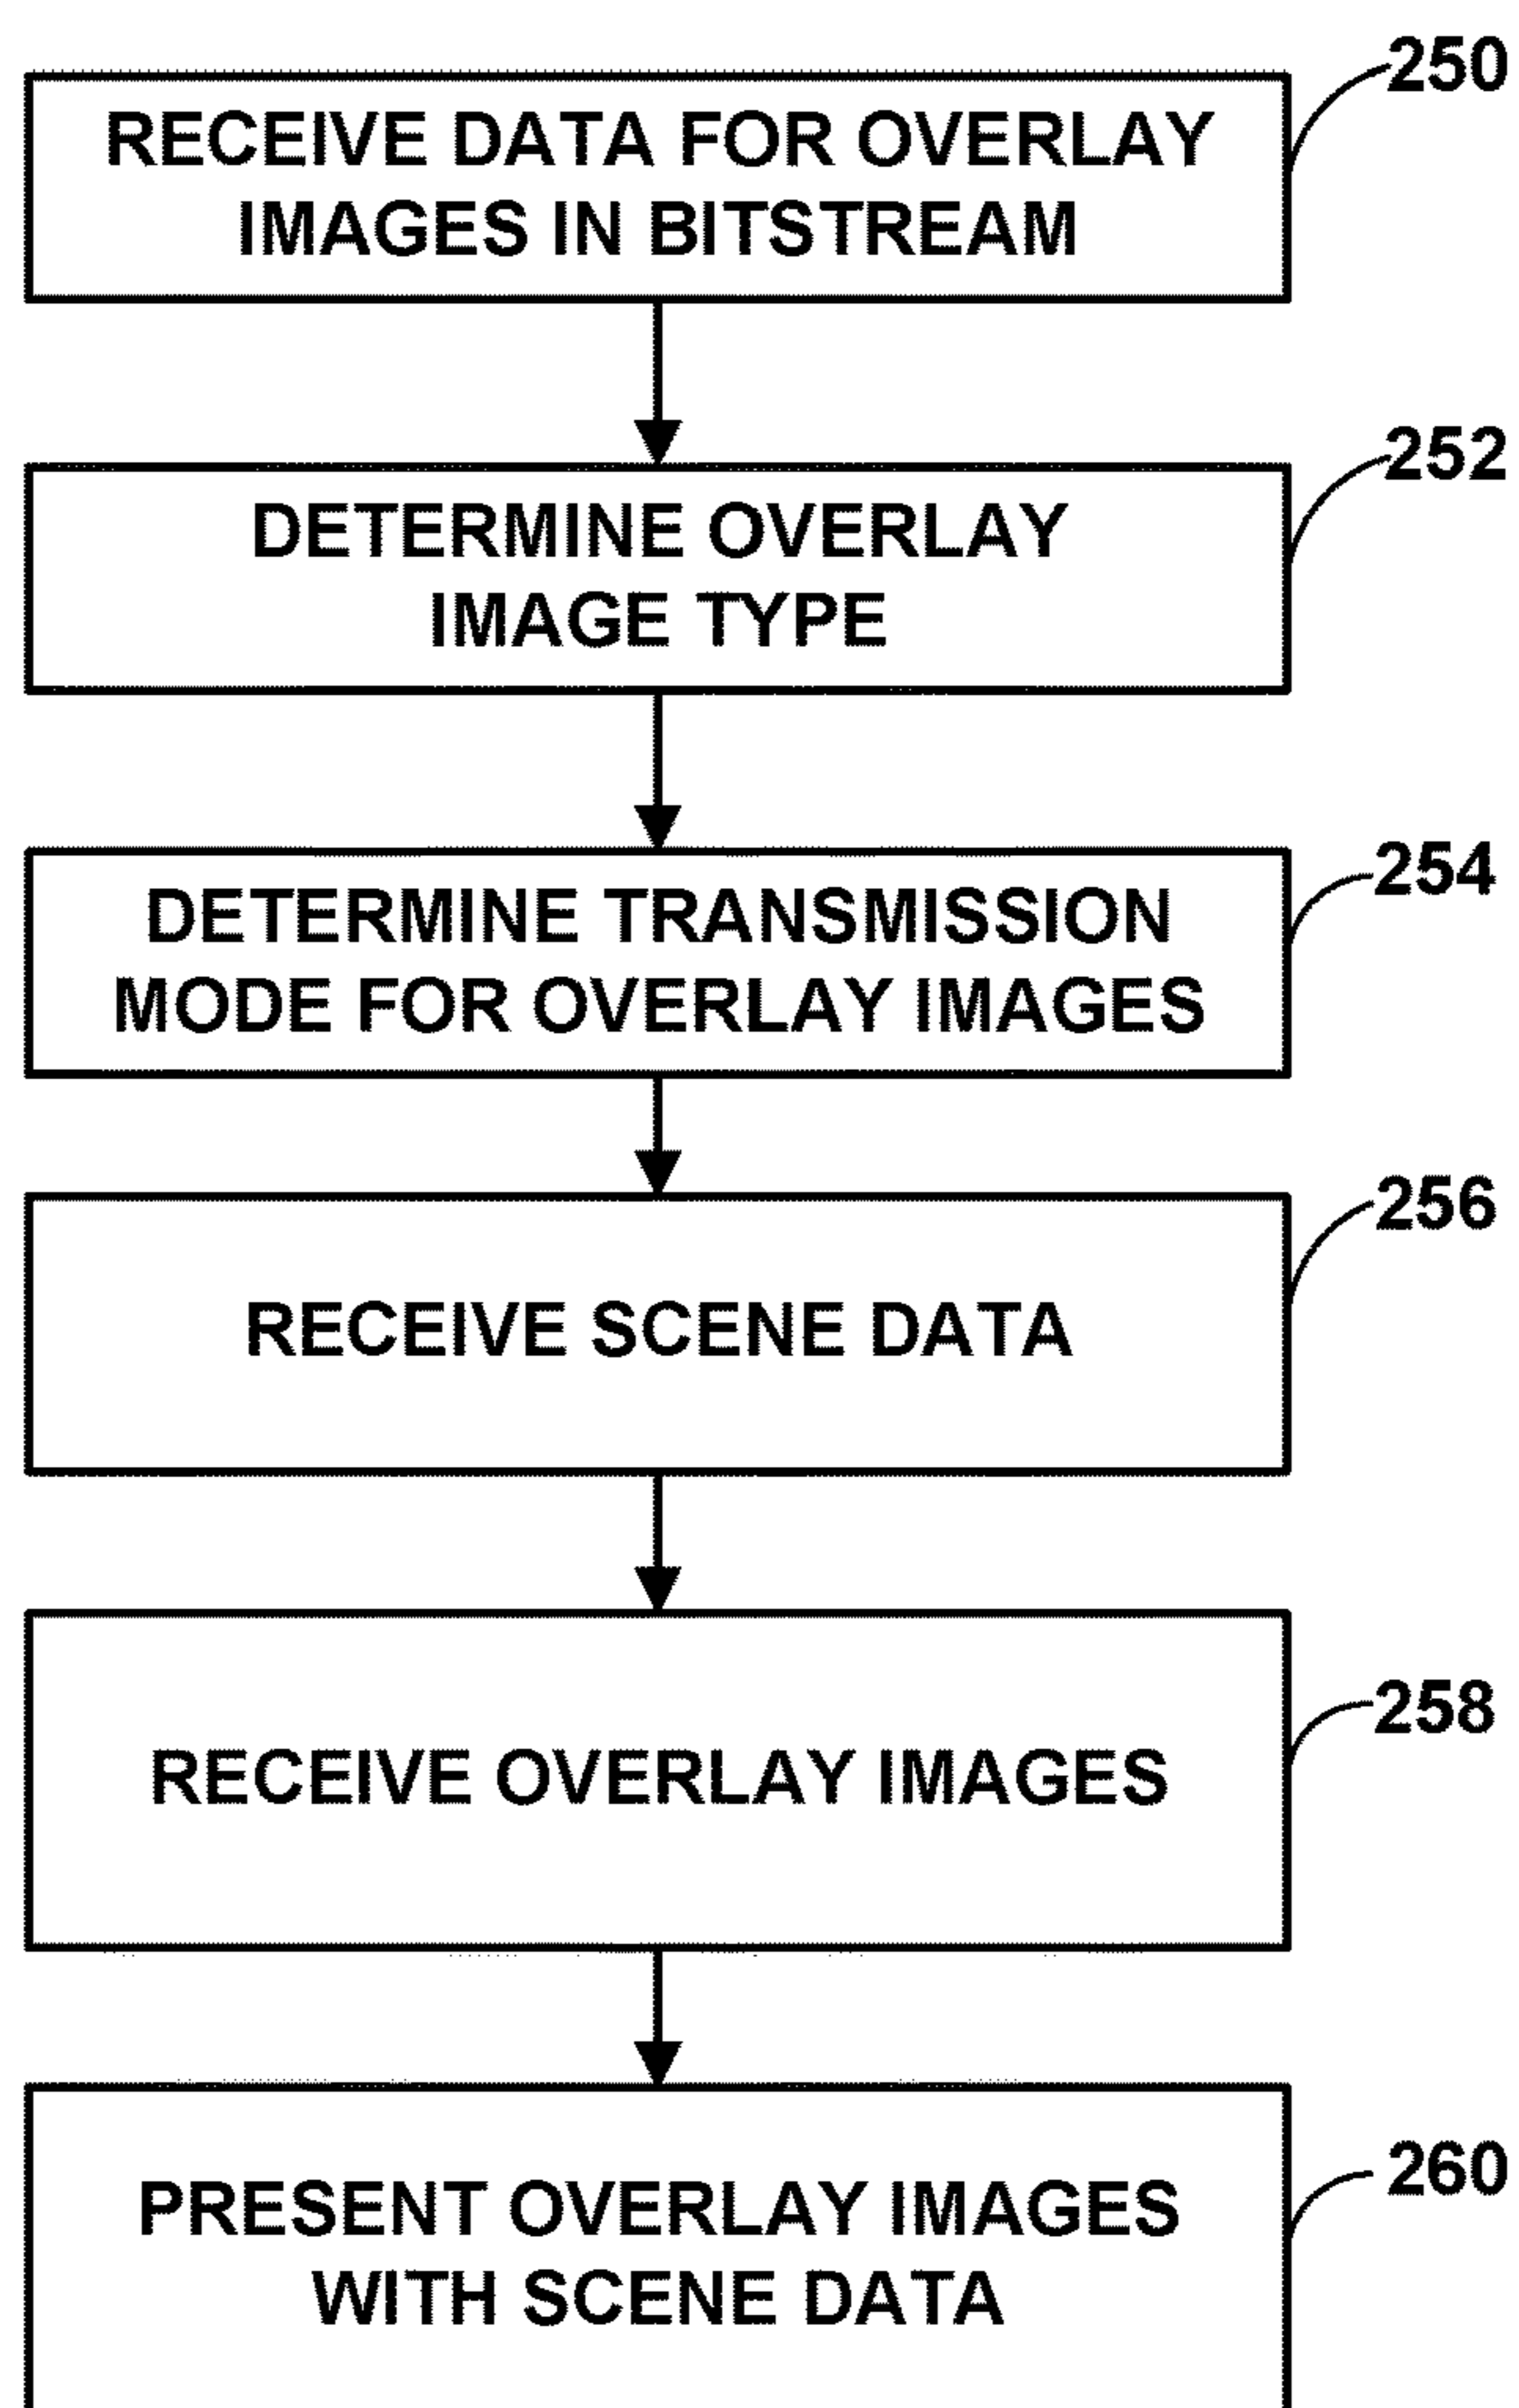 250
RECEIVE DATA FOR OVERLAY
IMAGES IN BITSTREAM
252
DETERMINE OVERLAY
IMAGE TYPE
254
DETERMINE TRANSMISSION
MODE FOR OVERLAY IMAGES
256
RECEIVE SCENE DATA
258
RECEIVE OVERLAY IMAGES
260
PRESENT OVERLAY IMAGES
WITH SCENE DATA